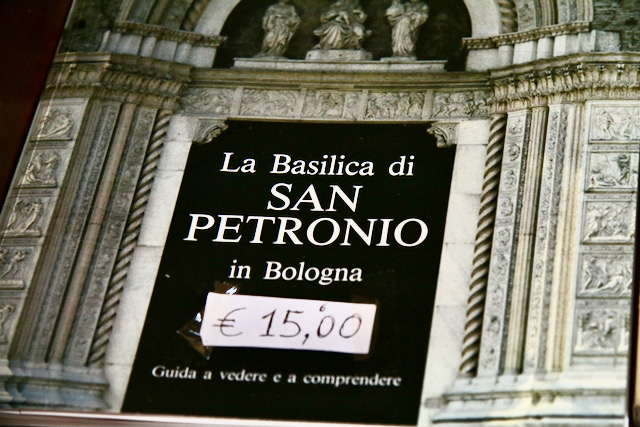 La Basilica di
SAN
PETRONIO
in Bologna
€ 15,00
Guida a vedere e a comprendere